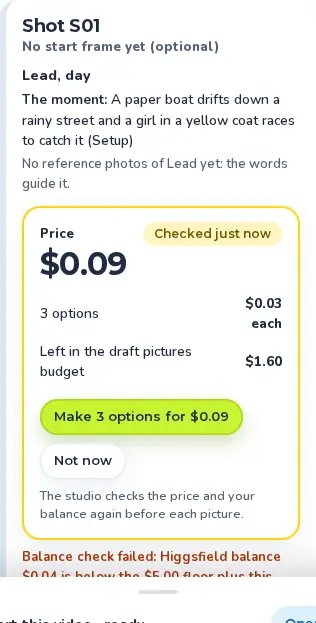 Shot S01
No start frame yet (optional)
Lead, day
The moment: A paper boat drifts down a
rainy street and a girl in a yellow coat races
to catch it (Setup)
No reference photos of Lead yet: the words
guide it.
Price
Checked just now
$0.09
3 options
$0.03
each
Left in the draft pictures
budget
$1.60
Make 3 options for $0.09
Not now
The studio checks the price and your
balance again before each picture.
Balance check failed: Higgsfield balance
$0.04 is below the $5.00 floor plus this
this video
ready